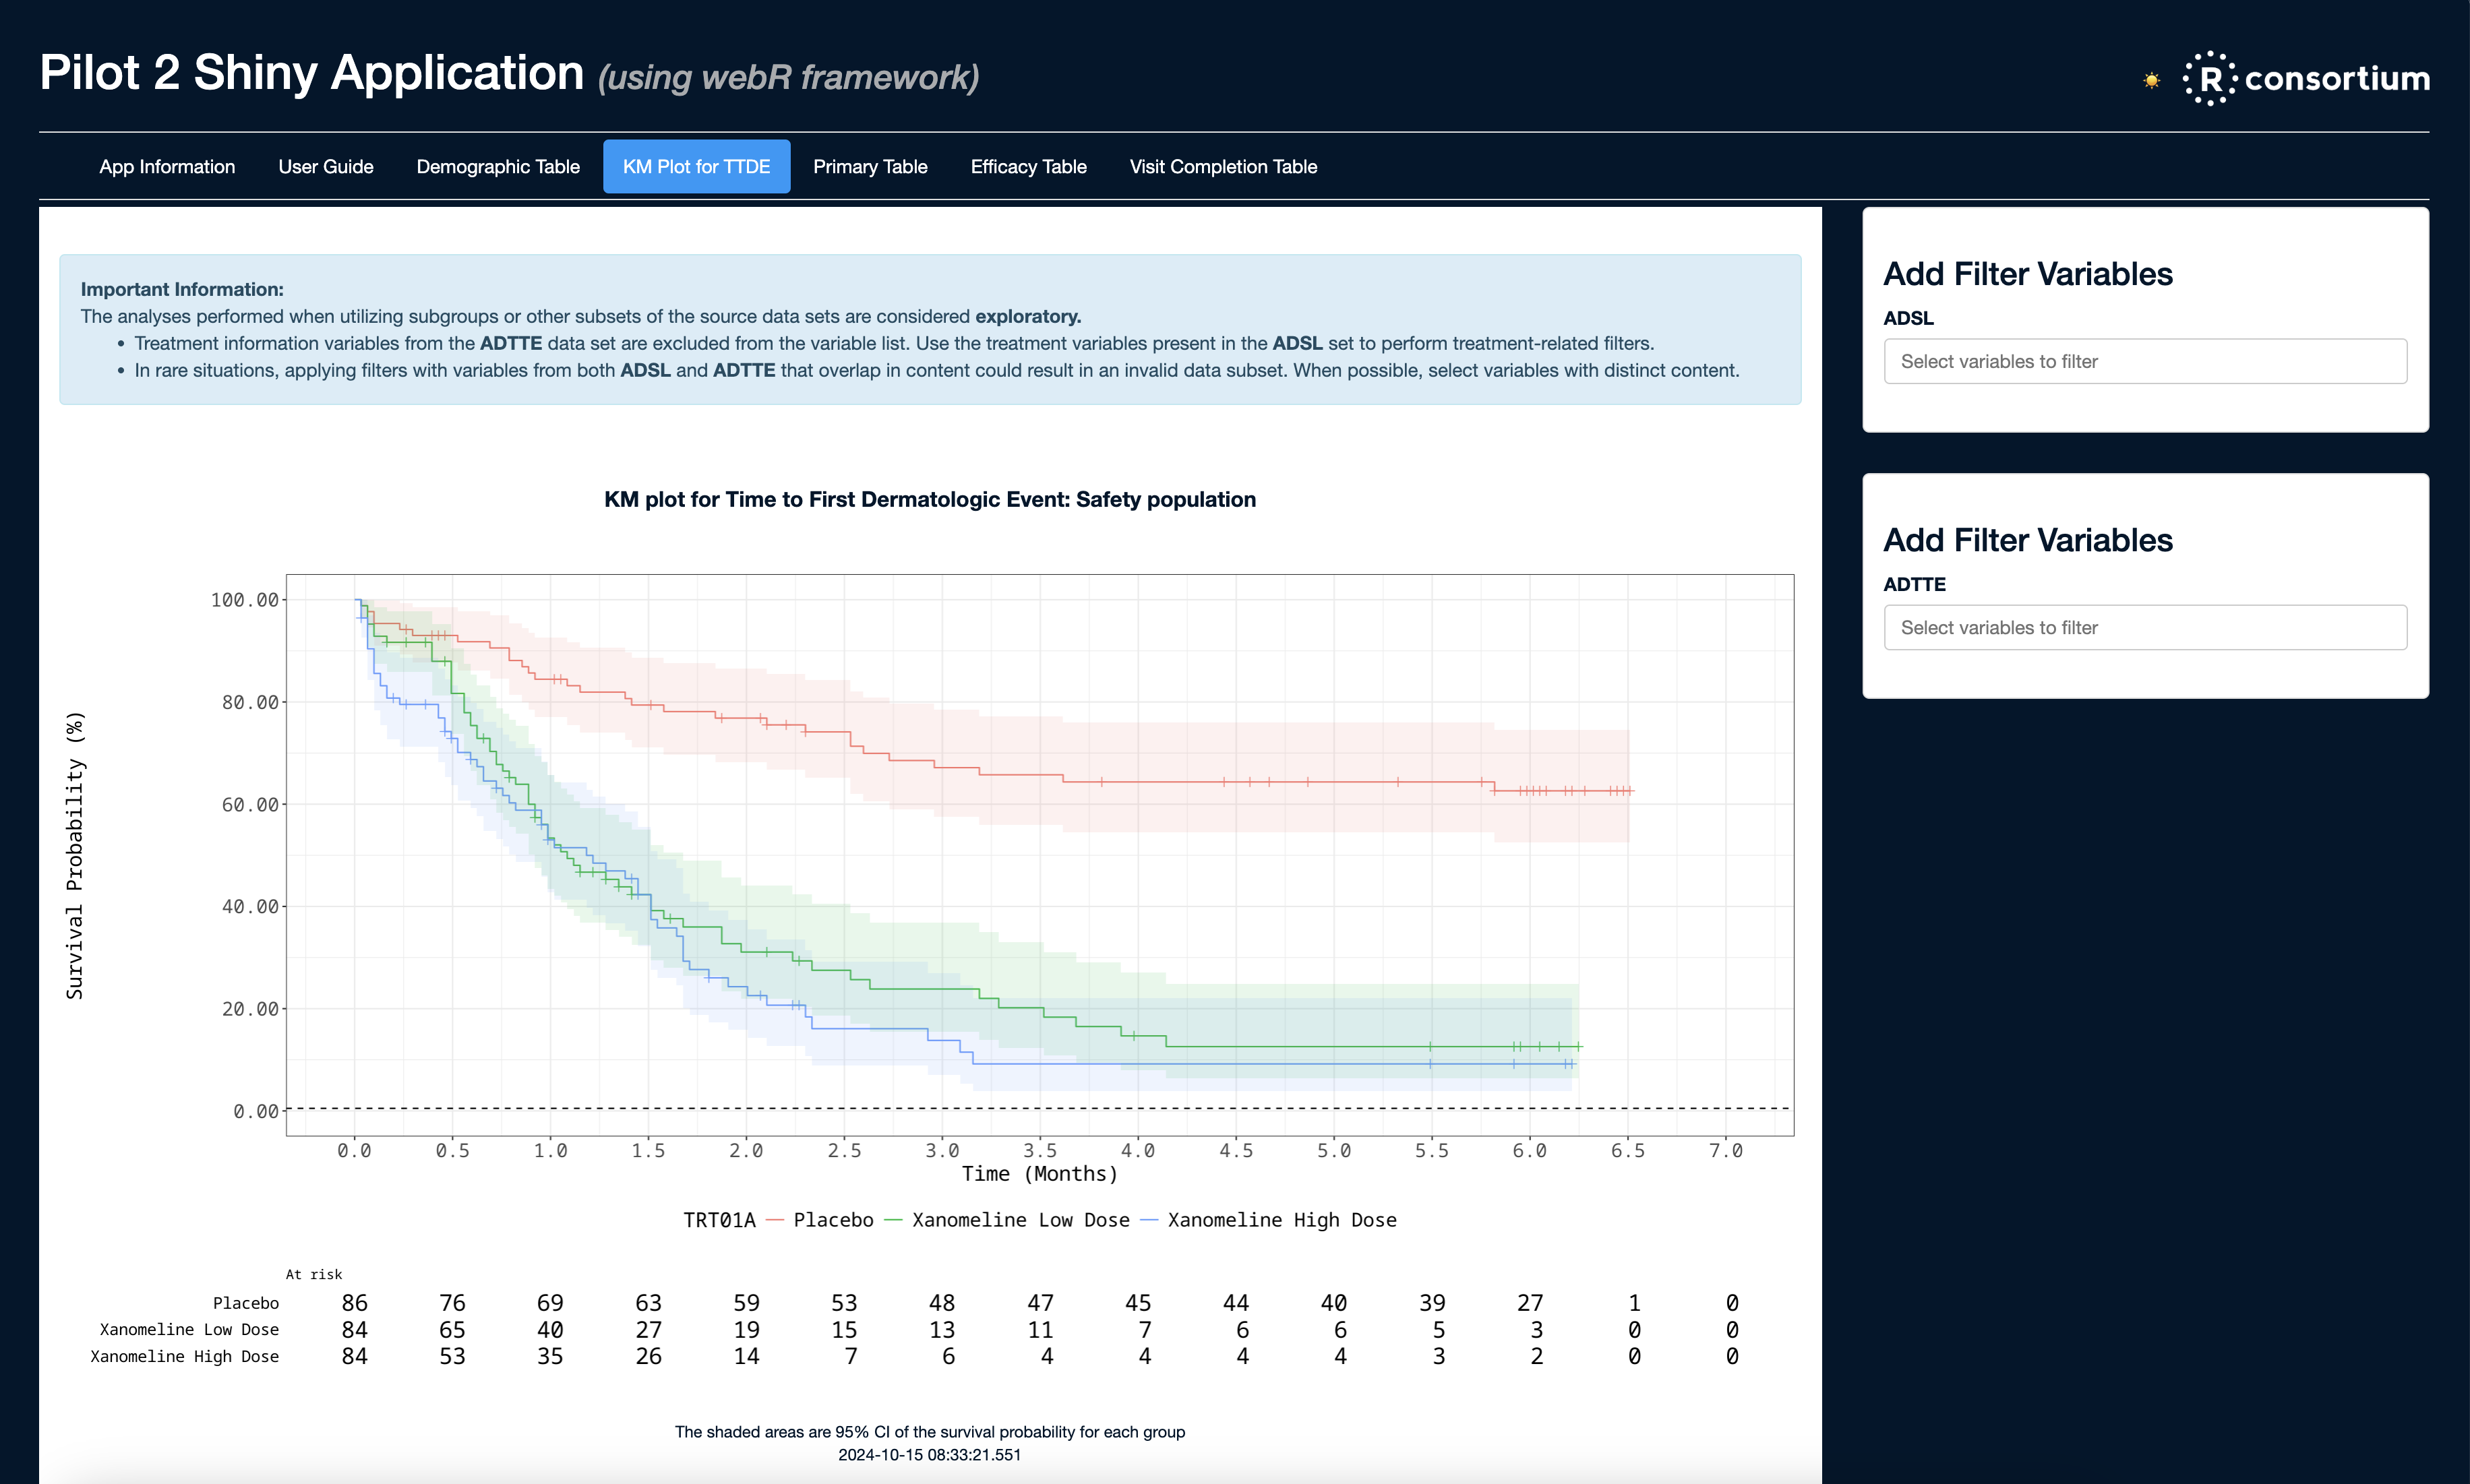 Pilot 2 Shiny Application (using webR framework)
R consortium
App Information User Guide Demographic Table KM Plot for TTDE Primary Table Efficacy Table Visit Completion Table
Important Information:
The analyses performed when utilizing subgroups or other subsets of the source data sets are considered exploratory.
• Treatment information variables from the ADTTE data set are excluded from the variable list. Use the treatment variables present in the ADSL set to perform treatment-related filters.
• In rare situations, applying filters with variables from both ADSL and ADTTE that overlap in content could result in an invalid data subset. When possible, select variables with distinct content.
KM plot for Time to First Dermatologic Event: Safety population
Survival Probability (%)
100.00
80.00
60.00
40.00
20.00
0.00
0.0 0.5 1.0 1.5 2.0 2.5 3.0 3.5 4.0 4.5 5.0 5.5 6.0 6.5 7.0
Time (Months)
TRT01A Placebo Xanomeline Low Dose Xanomeline High Dose
At risk
Placebo 86 76 69 63 59 53 48 47 45 44 40 39 27 1 0
Xanomeline Low Dose 84 65 40 27 19 15 13 11 7 6 6 5 3 0 0
Xanomeline High Dose 84 53 35 26 14 7 6 4 4 4 4 3 2 0 0
The shaded areas are 95% CI of the survival probability for each group
2024-10-15 08:33:21.551
Add Filter Variables
ADSL
Select variables to filter
Add Filter Variables
ADTTE
Select variables to filter